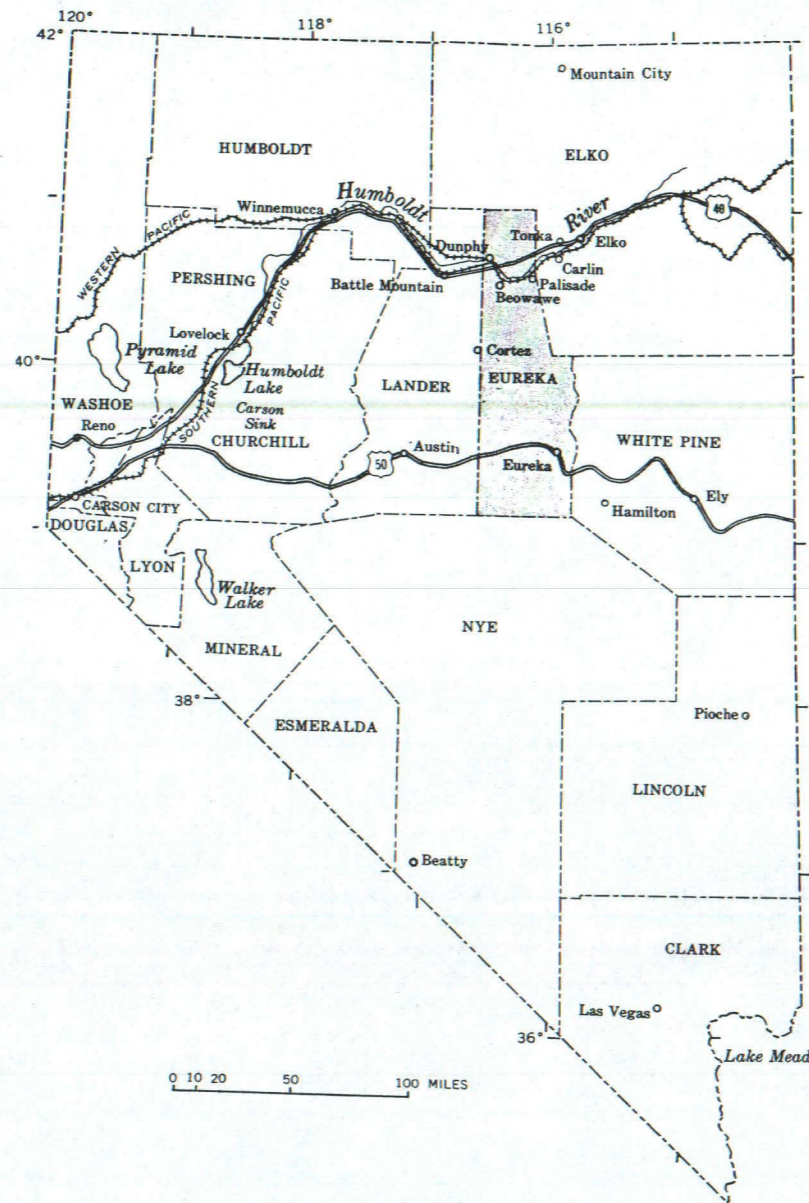 120°
118°
116°
42°
Mountain City
HUMBOLDT
ELKO
Humboldt
River
Winnemucca
40
WESTERN PACIFIC
Dunphy
Tonka
Elko
Carlin
PERSHING
PACIFIC
Battle Mountain
Palisade
Beowawe
Lovelock
40°
Pyramid
Lake
Cortez
Humboldt
Lake
LANDER
EUREKA
WASHOE
SOUTHERN
Carson
Sink
Reno
CHURCHILL
50
Austin
Eureka
WHITE PINE
Ely
CARSON CITY
Hamilton
DOUGLAS
LYON
Walker
Lake
NYE
MINERAL
38°
ESMERALDA
Pioche
LINCOLN
Beatty
CLARK
Las Vegas
36°
Lake Mead
0 10 20 50 100 MILES